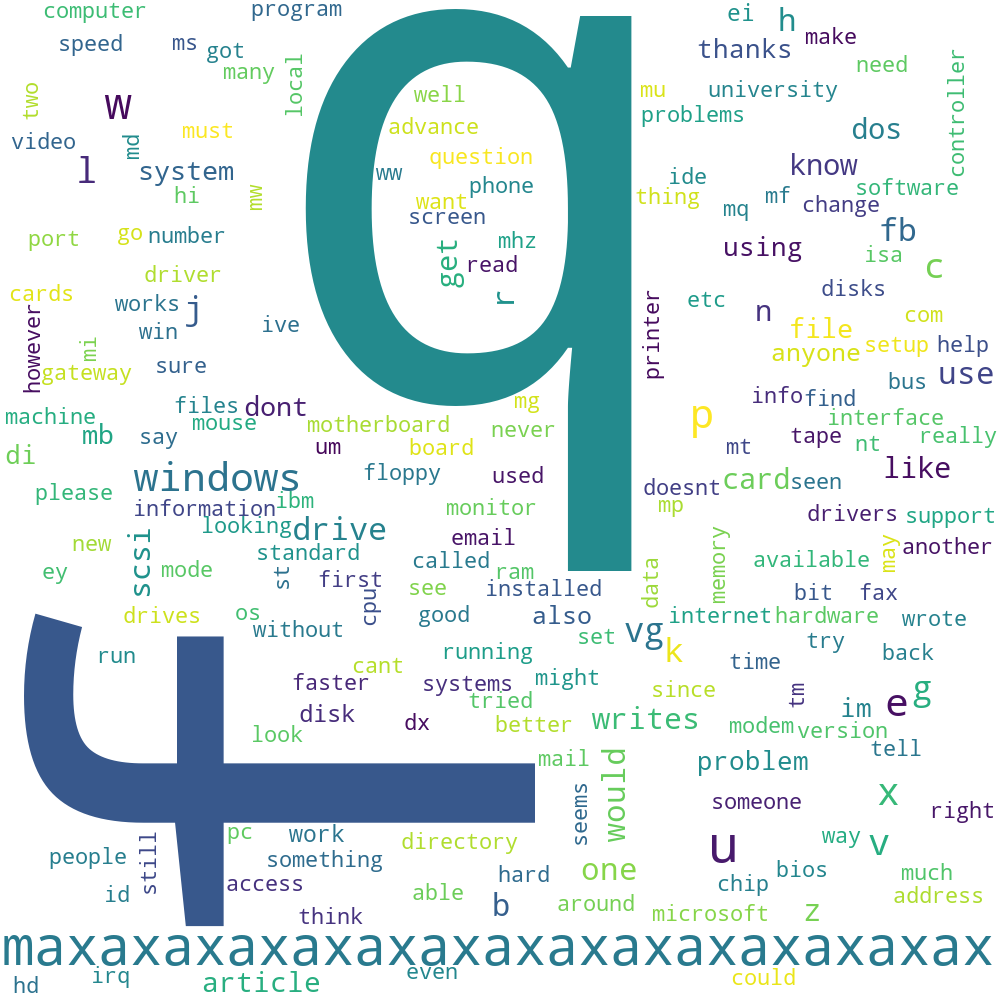 computer
program
ei
h
speed
ms
got
thanks
make
many
local
need
controller
two
w
well
mu
university
video
md
must
advance
problems
dos
l
system
question
ww
phone
ide
know
hi
mw
want
screen
thing
mq
mf
change
software
port
go
number
get
mhz
read
r
using
fb
isa
c
driver
cards
works
j
win
ive
etc
disks
n
file
com
however
mi
gateway
sure
printer
anyone
setup
help
use
bus
machine
files
dont
mouse
mg
info
find
p
interface
mb
say
motherboard
never
um
board
mt
tape
nt
really
di
windows
floppy
used
doesnt
card
seen
like
please
information
ibm
monitor
mp
drivers
support
looking
drive
email
new
scsi
standard
called
memory
available
may
another
ey
mode
st
first
cpu
see
ram
installed
data
bit
fax
drives
os
without
good
also
set
vg
internet
hardware
wrote
run
running
k
time
try
back
cant
faster
systems
might
since
tm
im
e
g
disk
dx
tried
better
writes
modem
version
look
mail
problem
tell
q
f
seems
would
someone
x
right
pc
work
directory
u
way
v
people
still
something
access
hard
one
chip
bios
much
id
able
think
b
around
microsoft
z
address
maxaxaxaxaxaxaxaxaxaxaxaxaxaxax
hd
irq
article
even
could